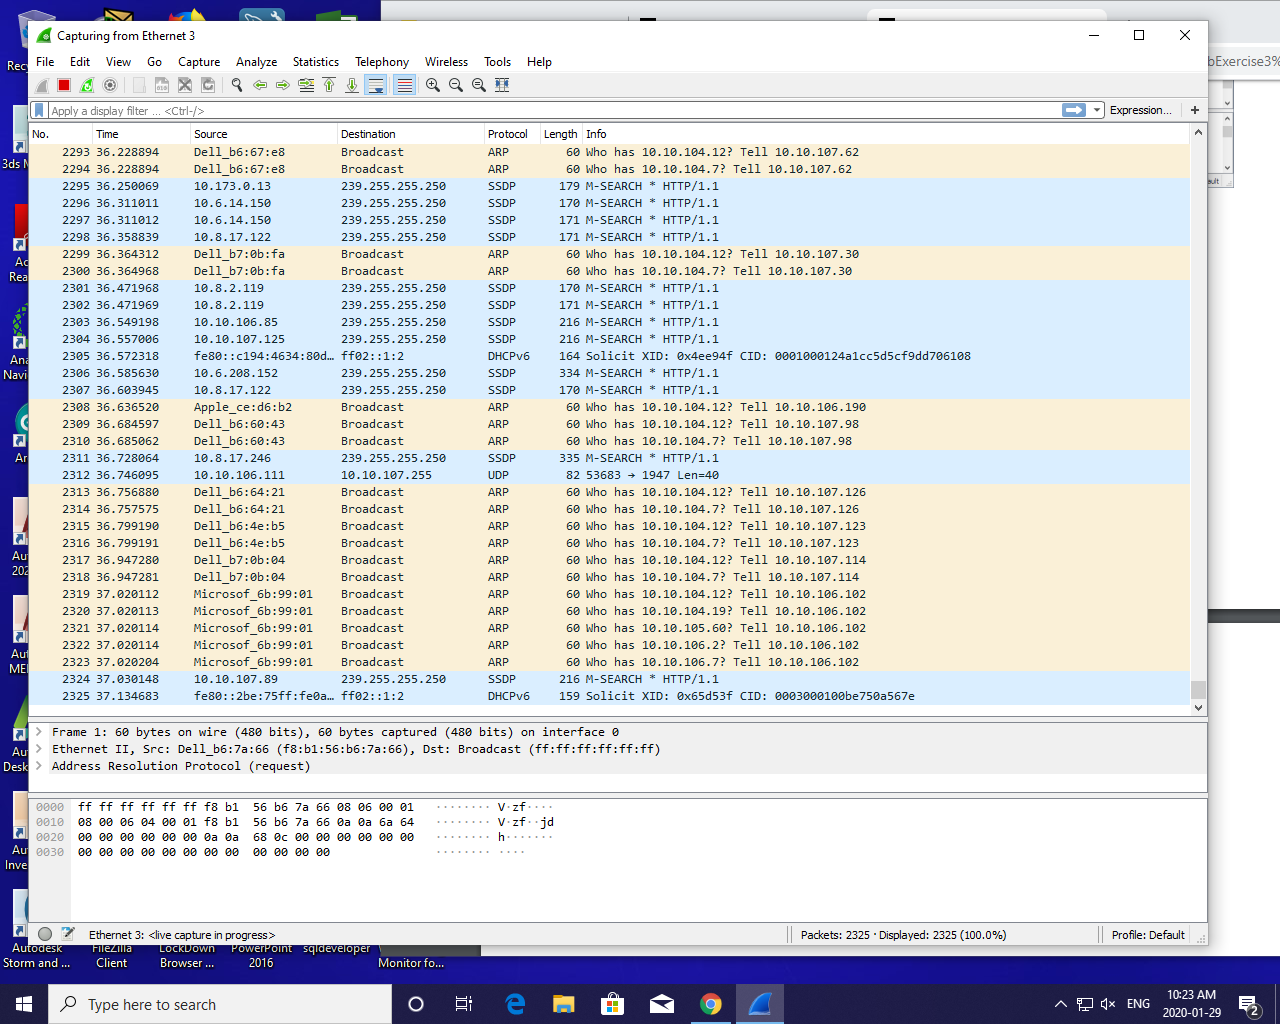 Capturing from Ethernet 3
bExercise3%
File Edit View Go Capture Analyze Statistics Telephony Wireless Tools Help
Apply a display filter ... <Ctrl-/> Expression... +
No. Time Source Destination Protocol Length Info
2293 36.228894 Dell_b6:67:e8 Broadcast ARP 60 Who has 10.10.104.12? Tell 10.10.107.62
2294 36.228894 Dell_b6:67:e8 Broadcast ARP 60 Who has 10.10.104.7? Tell 10.10.107.62
2295 36.250069 10.173.0.13 239.255.255.250 SSDP 179 M-SEARCH * HTTP/1.1
2296 36.311011 10.6.14.150 239.255.255.250 SSDP 170 M-SEARCH * HTTP/1.1
2297 36.311012 10.6.14.150 239.255.255.250 SSDP 171 M-SEARCH * HTTP/1.1
2298 36.358839 10.8.17.122 239.255.255.250 SSDP 171 M-SEARCH * HTTP/1.1
2299 36.364312 Dell_b7:0b:fa Broadcast ARP 60 Who has 10.10.104.12? Tell 10.10.107.30
2300 36.364968 Dell_b7:0b:fa Broadcast ARP 60 Who has 10.10.104.7? Tell 10.10.107.30
2301 36.471968 10.8.2.119 239.255.255.250 SSDP 170 M-SEARCH * HTTP/1.1
2302 36.471969 10.8.2.119 239.255.255.250 SSDP 171 M-SEARCH * HTTP/1.1
2303 36.549198 10.10.106.85 239.255.255.250 SSDP 216 M-SEARCH * HTTP/1.1
2304 36.557006 10.10.107.125 239.255.255.250 SSDP 216 M-SEARCH * HTTP/1.1
2305 36.572318 fe80::c194:4634:80d... ff02::1:2 DHCPv6 164 Solicit XID: 0x4ee94f CID: 0001000124a1cc5d5cf9dd706108
2306 36.585630 10.6.208.152 239.255.255.250 SSDP 334 M-SEARCH * HTTP/1.1
2307 36.603945 10.8.17.122 239.255.255.250 SSDP 170 M-SEARCH * HTTP/1.1
2308 36.636520 Apple_ce:d6:b2 Broadcast ARP 60 Who has 10.10.104.12? Tell 10.10.106.190
2309 36.684597 Dell_b6:60:43 Broadcast ARP 60 Who has 10.10.104.12? Tell 10.10.107.98
2310 36.685062 Dell_b6:60:43 Broadcast ARP 60 Who has 10.10.104.7? Tell 10.10.107.98
2311 36.728064 10.8.17.246 239.255.255.250 SSDP 335 M-SEARCH * HTTP/1.1
2312 36.746095 10.10.106.111 10.10.107.255 UDP 82 53683 → 1947 Len=40
2313 36.756880 Dell_b6:64:21 Broadcast ARP 60 Who has 10.10.104.12? Tell 10.10.107.126
2314 36.757575 Dell_b6:64:21 Broadcast ARP 60 Who has 10.10.104.7? Tell 10.10.107.126
2315 36.799190 Dell_b6:4e:b5 Broadcast ARP 60 Who has 10.10.104.12? Tell 10.10.107.123
2316 36.799191 Dell_b6:4e:b5 Broadcast ARP 60 Who has 10.10.104.7? Tell 10.10.107.123
2317 36.947280 Dell_b7:0b:04 Broadcast ARP 60 Who has 10.10.104.12? Tell 10.10.107.114
2318 36.947281 Dell_b7:0b:04 Broadcast ARP 60 Who has 10.10.104.7? Tell 10.10.107.114
2319 37.020112 Microsof_6b:99:01 Broadcast ARP 60 Who has 10.10.104.12? Tell 10.10.106.102
2320 37.020113 Microsof_6b:99:01 Broadcast ARP 60 Who has 10.10.104.19? Tell 10.10.106.102
2321 37.020114 Microsof_6b:99:01 Broadcast ARP 60 Who has 10.10.105.60? Tell 10.10.106.102
2322 37.020114 Microsof_6b:99:01 Broadcast ARP 60 Who has 10.10.106.2? Tell 10.10.106.102
2323 37.020204 Microsof_6b:99:01 Broadcast ARP 60 Who has 10.10.106.7? Tell 10.10.106.102
2324 37.030148 10.10.107.89 239.255.255.250 SSDP 216 M-SEARCH * HTTP/1.1
2325 37.134683 fe80::2be:75ff:fe0a... ff02::1:2 DHCPv6 159 Solicit XID: 0x65d53f CID: 0003000100be750a567e
Frame 1: 60 bytes on wire (480 bits), 60 bytes captured (480 bits) on interface 0
Ethernet II, Src: Dell_b6:7a:66 (f8:b1:56:b6:7a:66), Dst: Broadcast (ff:ff:ff:ff:ff:ff)
Address Resolution Protocol (request)
0000 ff ff ff ff ff ff f8 b1 56 b6 7a 66 08 06 00 01 ········ V·zf····
0010 08 00 06 04 00 01 f8 b1 56 b6 7a 66 0a 0a 6a 64 ········ V·zf··jd
0020 00 00 00 00 00 00 0a 0a 68 0c 00 00 00 00 00 00 ········ h·······
0030 00 00 00 00 00 00 00 00 00 00 00 00 ········ ····
Ethernet 3: <live capture in progress> Packets: 2325 · Displayed: 2325 (100.0%) Profile: Default
Recy
3ds M
Ac
Rea
Ana
Navi
Ar
Aut
202
Aut
MEI
Aut
Desk
Aut
Inve
Autodesk FileZilla LockDown PowerPoint sqldeveloper
Storm and ... Client Browser ... 2016 Monitor fo...
ault
Type here to search
ENG
10:23 AM
2020-01-29
2